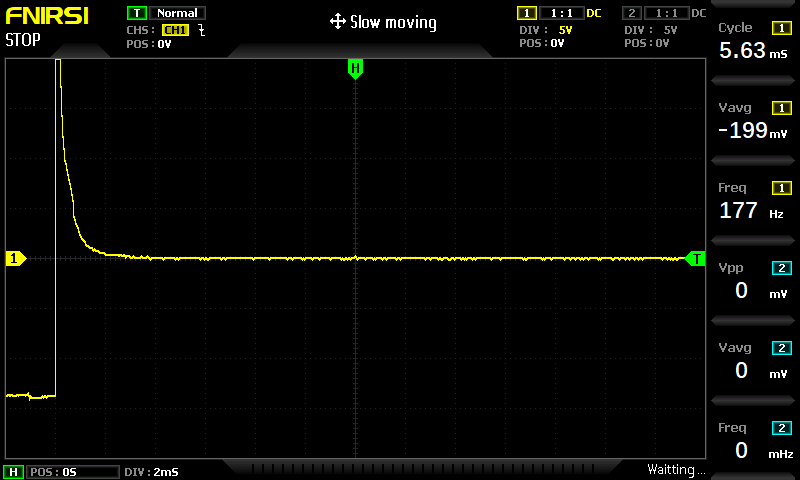 FNIRSI
STOP
T Normal
CHS: CH1
POS: 0V
Slow moving
1 1:1 DC
DIV: 5V
POS: 0V
2 1:1 DC
DIV: 5V
POS: 0V
H
1
T
Cycle 1
5.63 mS
Vavg 1
-199 mV
Freq 1
177 Hz
Vpp 2
0 mV
Vavg 2
0 mV
Freq 2
0 mHz
H POS: 0S DIV: 2mS
Waitting...